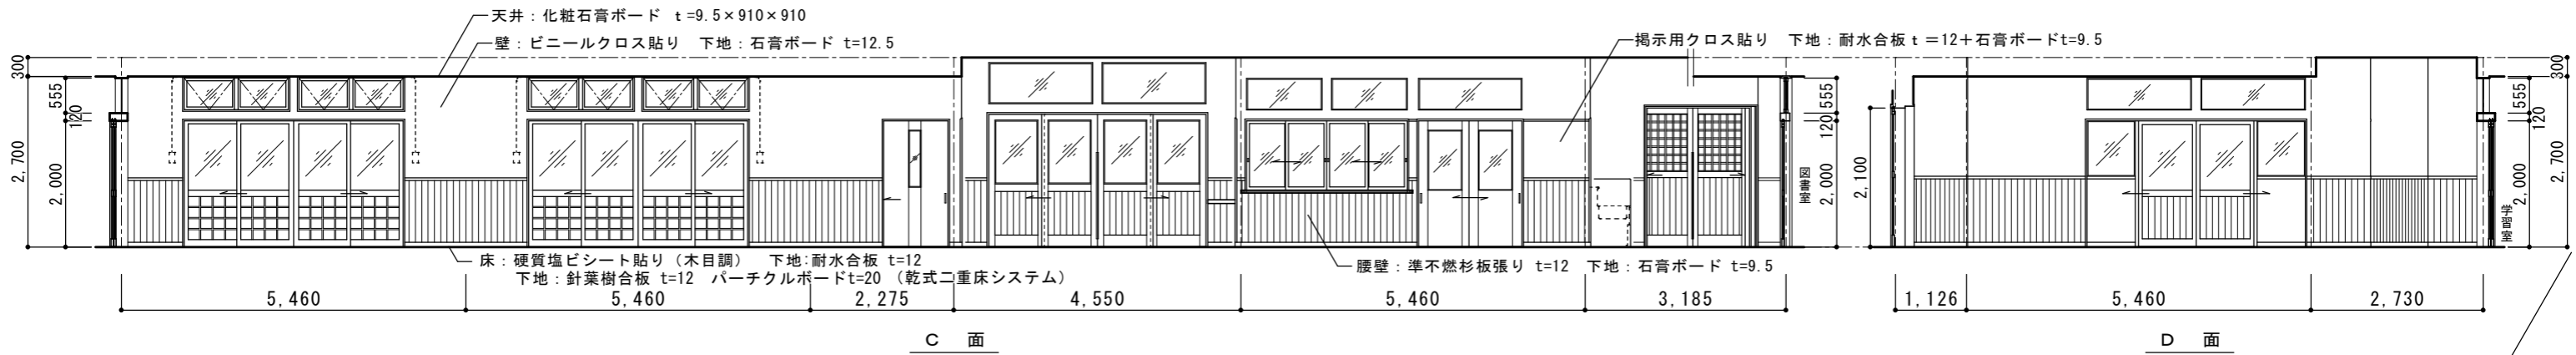 天井：化粧石膏ボード　ｔ=9.5×910×910
壁：ビニールクロス貼り　下地：石膏ボード t=12.5
掲示用クロス貼り　下地：耐水合板ｔ＝12+石膏ボードt=9.5
300
555
120
2,700
2,000
555
120
2,000
図書室
2,100
300
555
120
2,700
2,000
学習室
床：硬質塩ビシート貼り（木目調）　下地:耐水合板 t=12
下地：針葉樹合板 t=12　パーチクルボードt=20 （乾式二重床システム）
腰壁：準不燃杉板張り t=12　下地：石膏ボード t=9.5
5,460
5,460
2,275
4,550
5,460
3,185
1,126
5,460
2,730
Ｃ　面
Ｄ　面